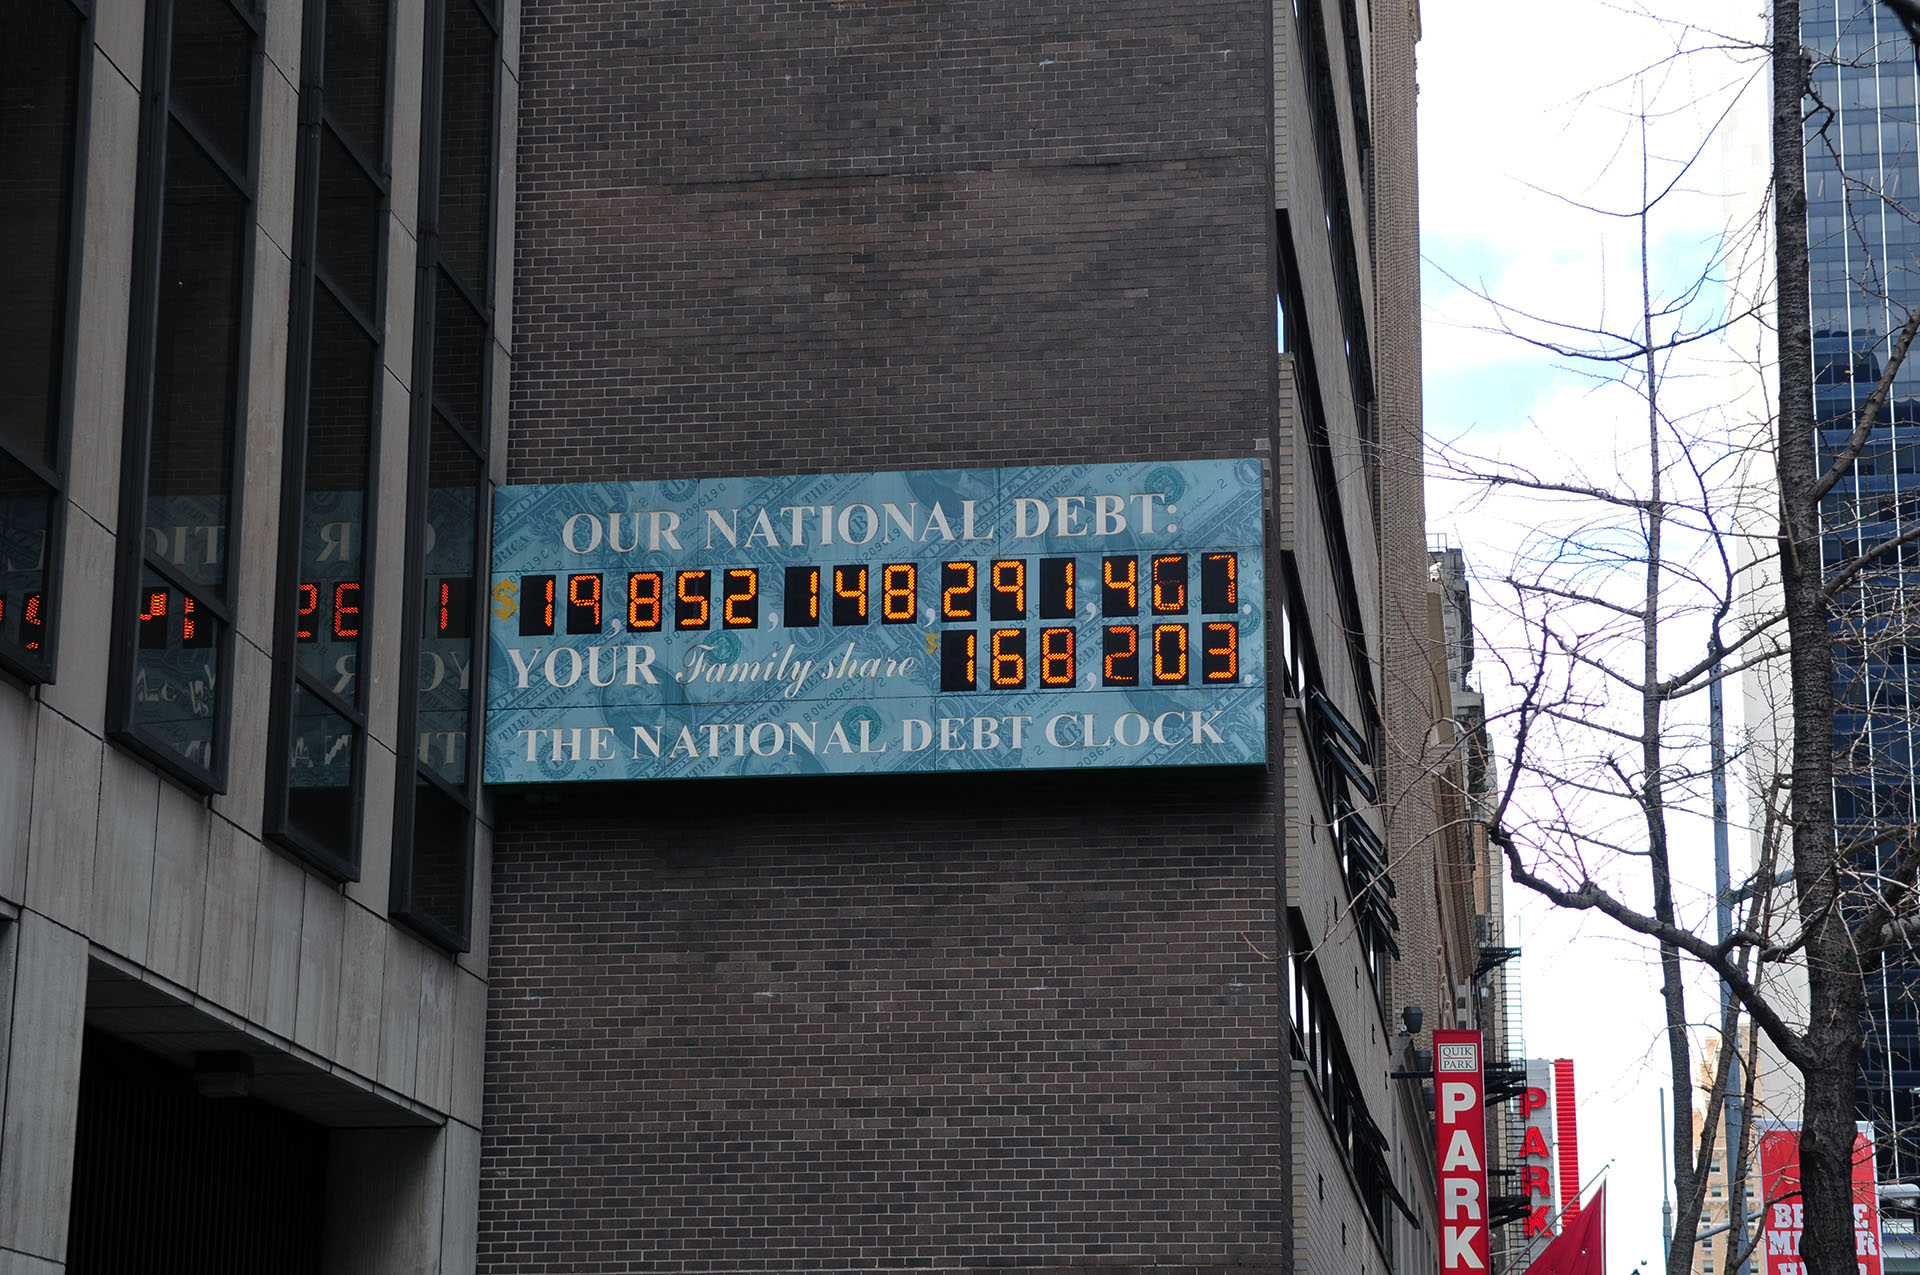 OUR NATIONAL DEBT:
$19,852,148,291,467.
YOUR Family share $168,203.
THE NATIONAL DEBT CLOCK
QUIK
PARK
PARK
PARK